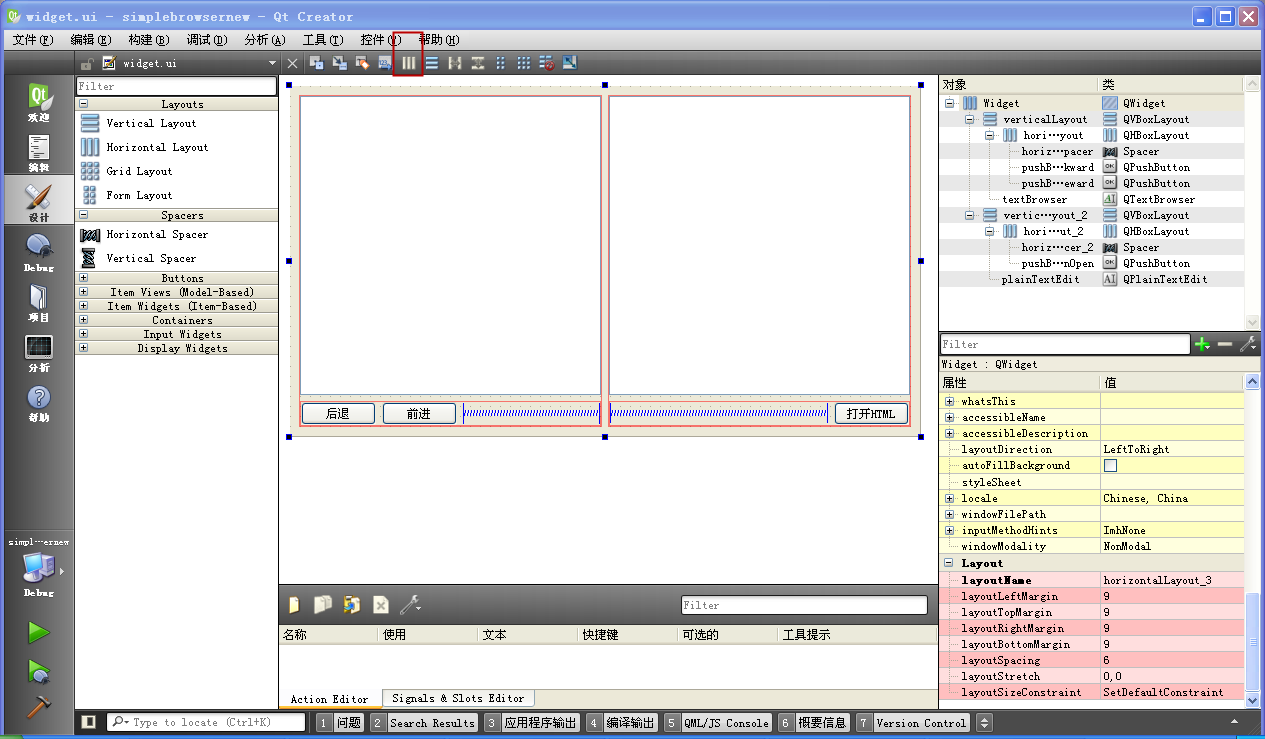 widget.ui - simplebrowsernew - Qt Creator
文件(F) 编辑(E) 构建(B) 调试(D) 分析(A) 工具(T) 控件(W) 帮助(H)
widget.ui
Filter
Layouts
Vertical Layout
Horizontal Layout
Grid Layout
Form Layout
Spacers
Horizontal Spacer
Vertical Spacer
Buttons
Item Views (Model-Based)
Item Widgets (Item-Based)
Containers
Input Widgets
Display Widgets
欢迎
编辑
设计
Debug
项目
分析
帮助
simpl···ernew
Debug
后退 前进 打开HTML
对象 类
Widget QWidget
verticalLayout QVBoxLayout
hori···yout QHBoxLayout
horiz···pacer Spacer
pushB···kward QPushButton
pushB···eward QPushButton
textBrowser QTextBrowser
vertic···yout_2 QVBoxLayout
hori···ut_2 QHBoxLayout
horiz···cer_2 Spacer
pushB···nOpen QPushButton
plainTextEdit QPlainTextEdit
Filter
Widget : QWidget
属性 值
whatsThis
accessibleName
accessibleDescription
layoutDirection LeftToRight
autoFillBackground
styleSheet
locale Chinese, China
windowFilePath
inputMethodHints ImhNone
windowModality NonModal
Layout
layoutName horizontalLayout_3
layoutLeftMargin 9
layoutTopMargin 9
layoutRightMargin 9
layoutBottomMargin 9
layoutSpacing 6
layoutStretch 0,0
layoutSizeConstraint SetDefaultConstraint
Filter
名称 使用 文本 快捷键 可选的 工具提示
Action Editor Signals & Slots Editor
Type to locate (Ctrl+K) 1 问题 2 Search Results 3 应用程序输出 4 编译输出 5 QML/JS Console 6 概要信息 7 Version Control